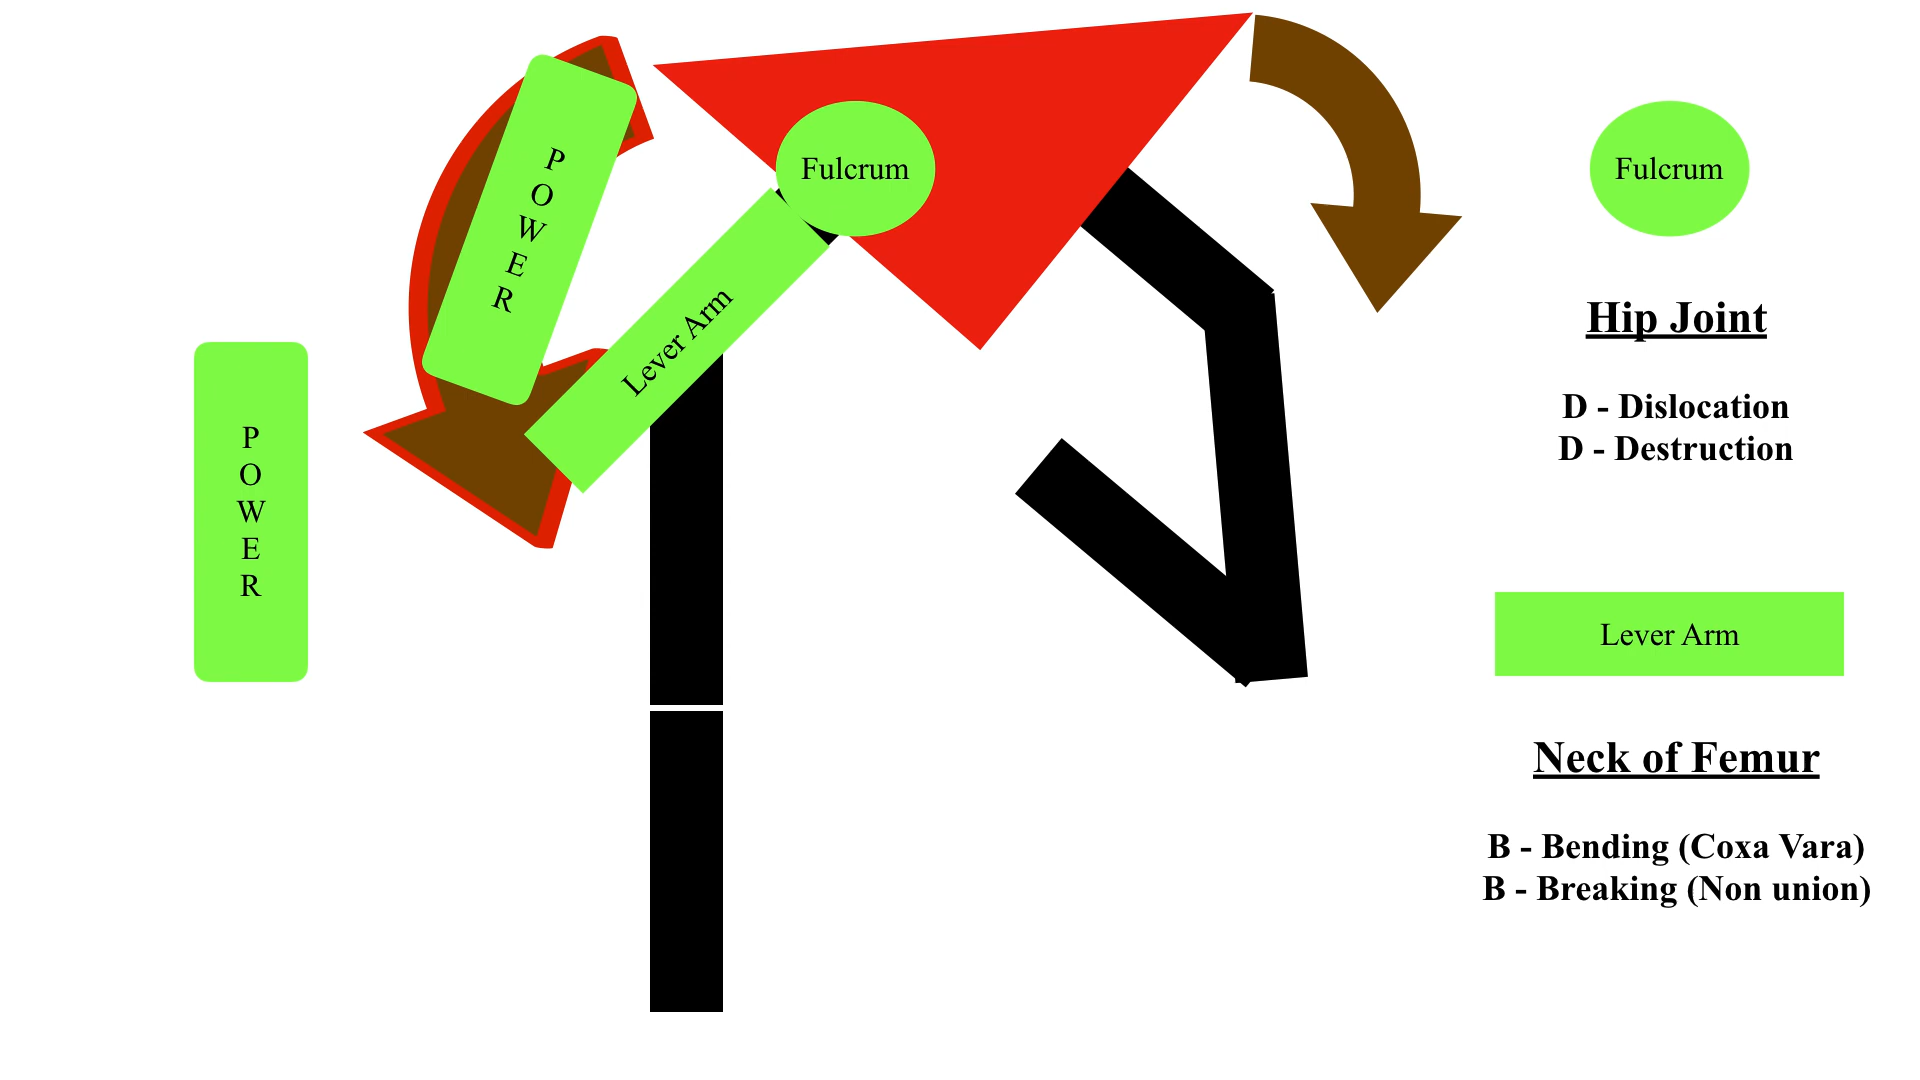 P
O
W
E
R
P
O
W
E
R
Lever Arm
Fulcrum
Fulcrum
Hip Joint
D - Dislocation
D - Destruction
Lever Arm
Neck of Femur
B - Bending (Coxa Vara)
B - Breaking (Non union)